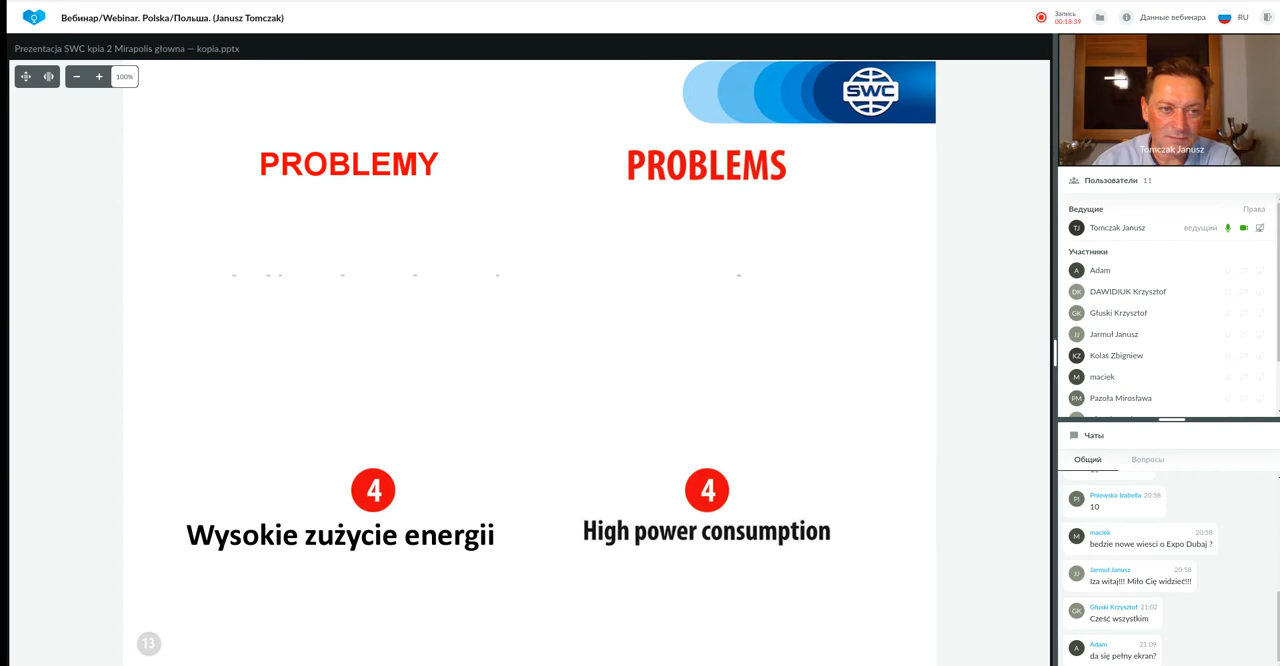 Вебинар/Webinar. Polska/Польша. (Janusz Tomczak)
Запись
00:18:39
Данные вебинара
RU
Prezentacja SWC kpia 2 Mirapolis głowna — kopia.pptx
100%
SWC
PROBLEMY
PROBLEMS
4
Wysokie zużycie energii
4
High power consumption
13
Tomczak Janusz
Пользователи 11
Ведущие
Права
TJ Tomczak Janusz ведущий
Участники
A Adam
DK DAWIDIUK Krzysztof
GK Głuski Krzysztof
JJ Jarmuł Janusz
KZ Kolaś Zbigniew
M maciek
PM Pazoła Mirosława
Чаты
Общий
Вопросы
PI Pniewska Izabella 20:58
10
M maciek 20:58
bedzie nowe wiesci o Expo Dubaj ?
JJ Jarmuł Janusz 20:58
Iza witaj!!! Miło Cię widzieć!!!
GK Głuski Krzysztof 21:02
Cześć wszystkim
A Adam 21:09
da się pełny ekran?